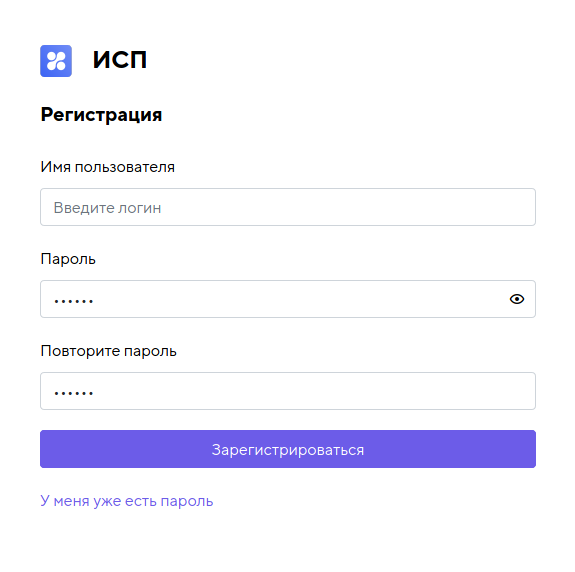 ИСП
Регистрация
Имя пользователя
Введите логин
Пароль
••••••
Повторите пароль
••••••
Зарегистрироваться
У меня уже есть пароль